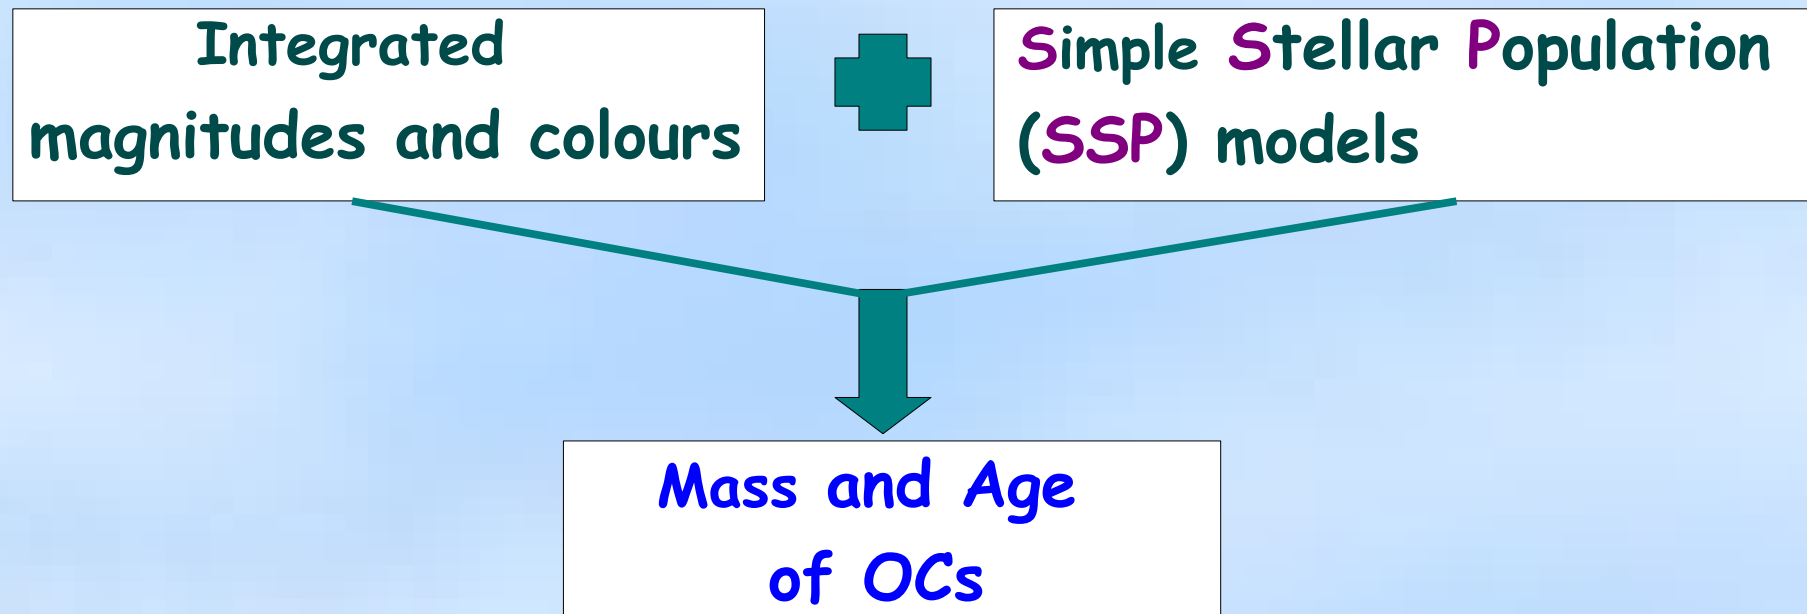 Integrated
magnitudes and colours
Simple Stellar Population
(SSP) models
Mass and Age
of OCs